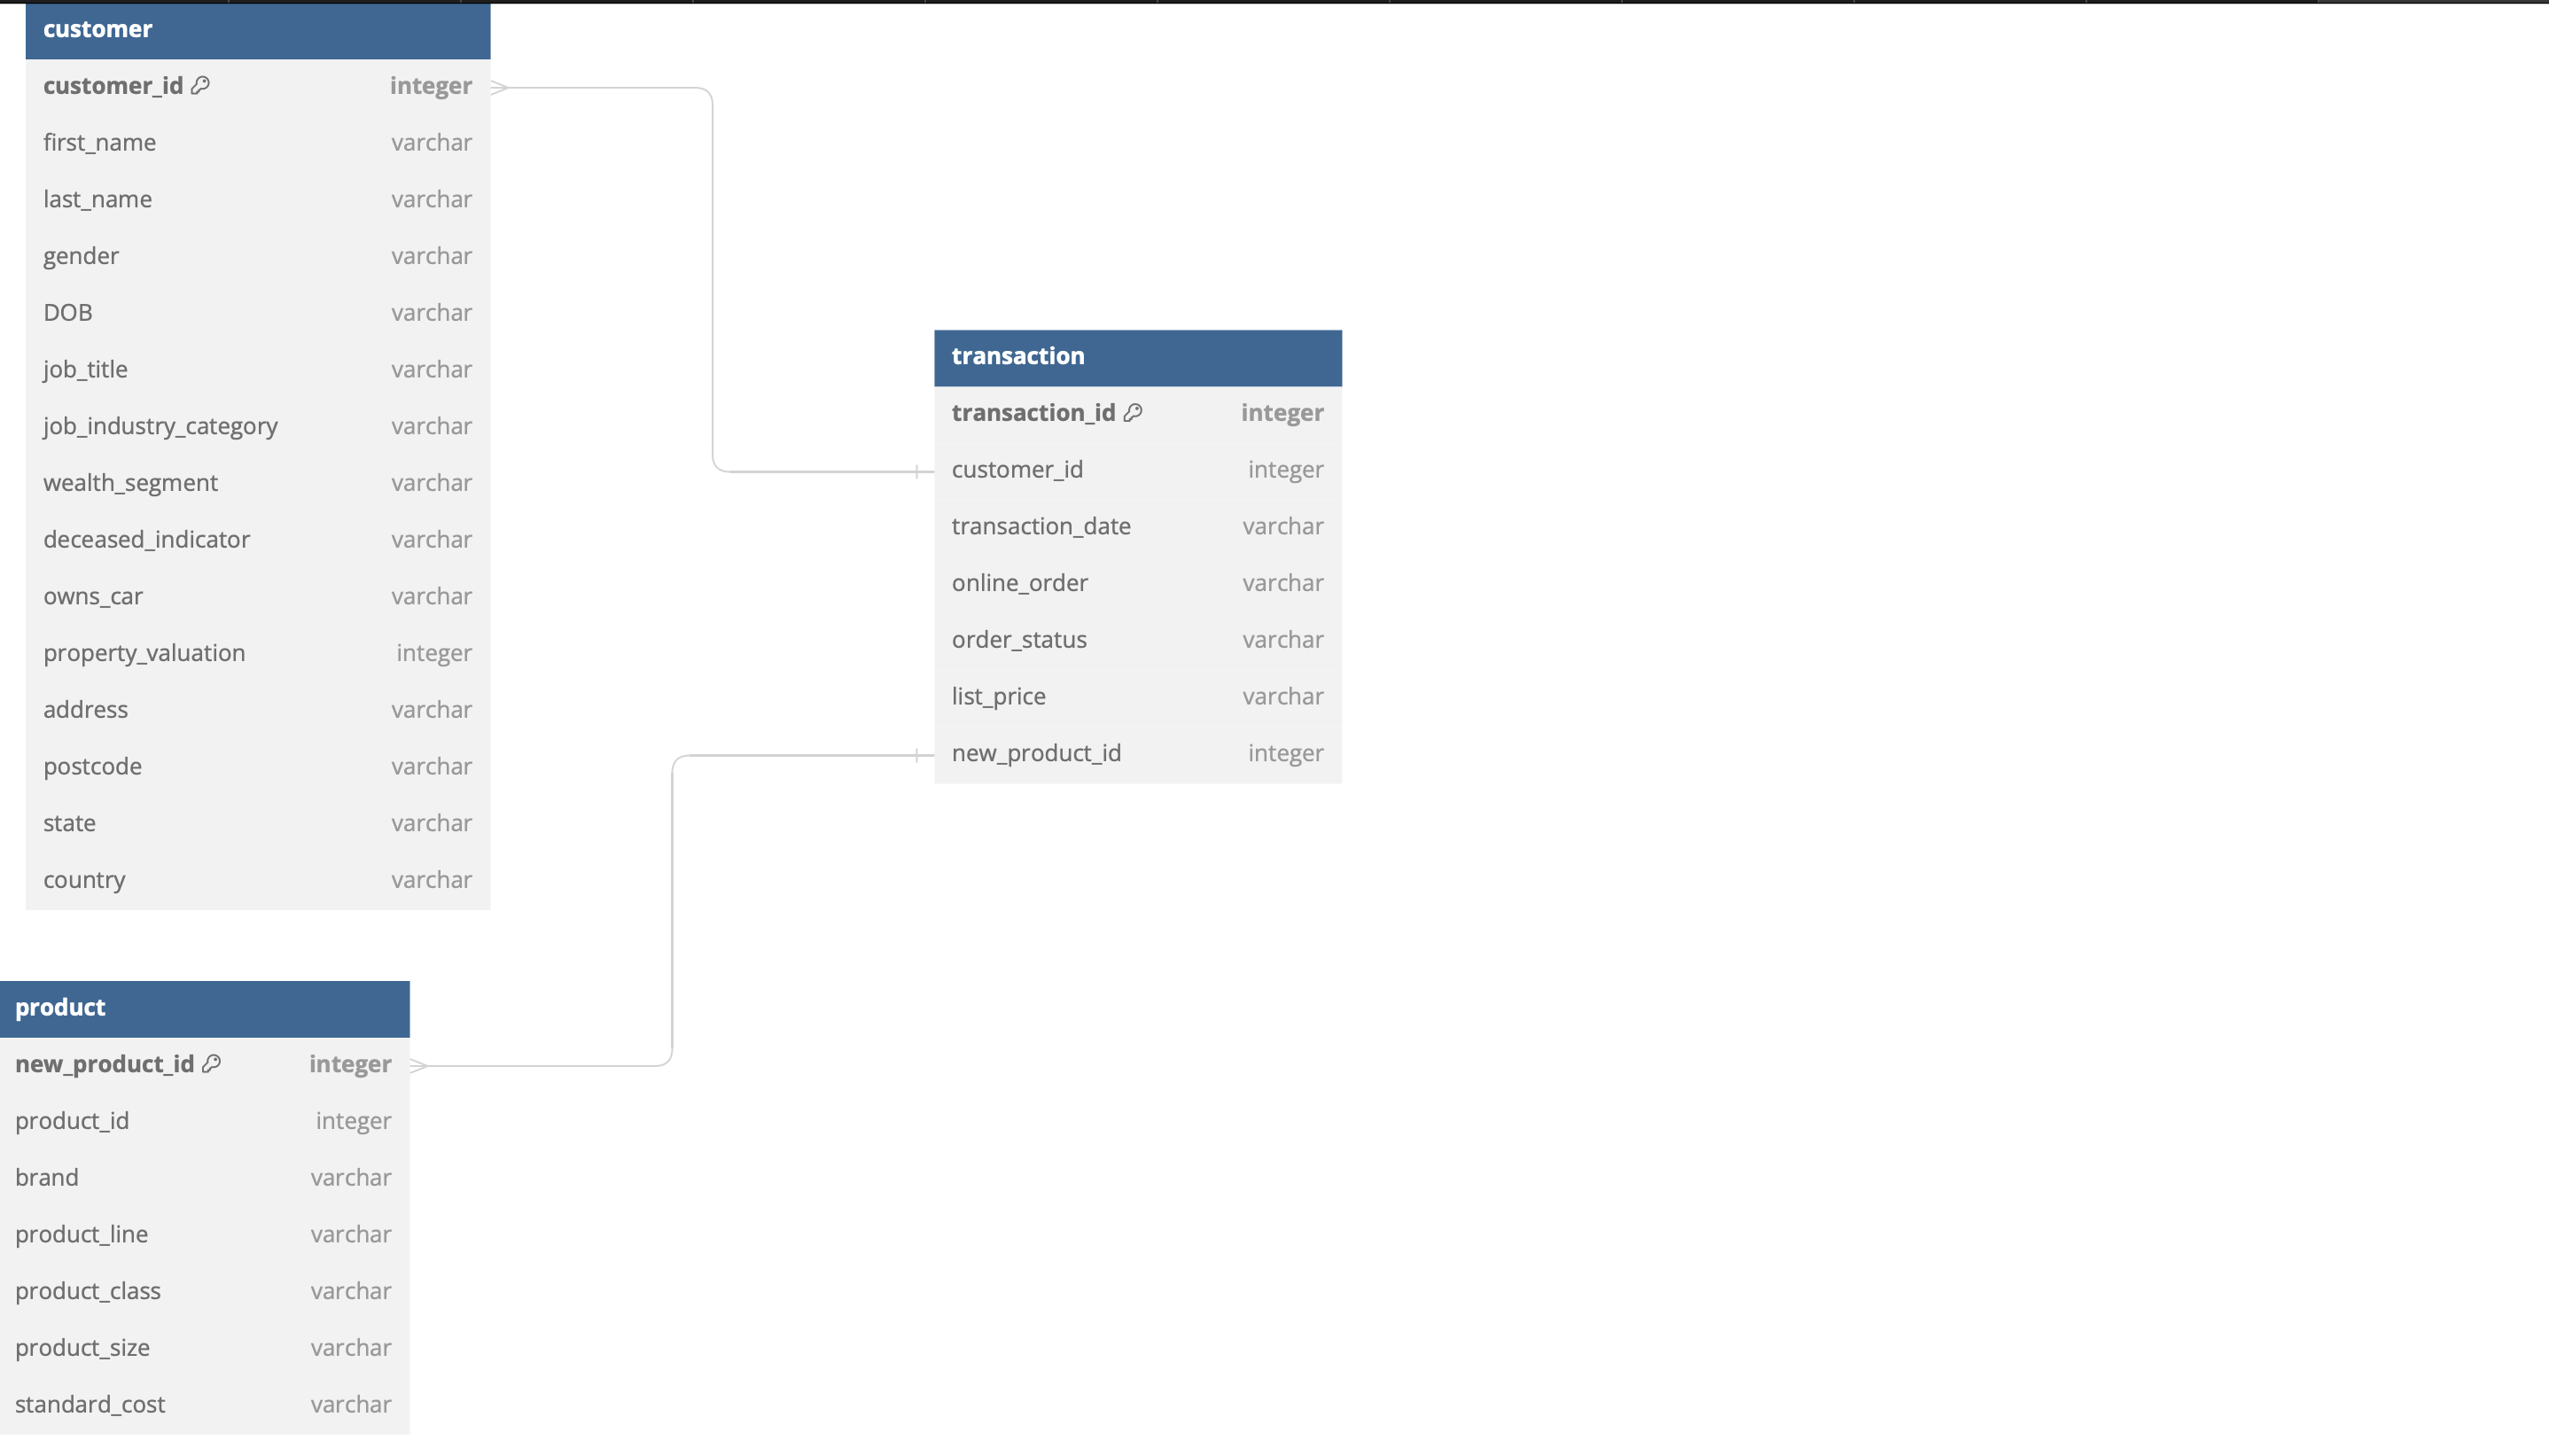 customer
customer_id integer
first_name varchar
last_name varchar
gender varchar
DOB varchar
job_title varchar
job_industry_category varchar
wealth_segment varchar
deceased_indicator varchar
owns_car varchar
property_valuation integer
address varchar
postcode varchar
state varchar
country varchar
transaction
transaction_id integer
customer_id integer
transaction_date varchar
online_order varchar
order_status varchar
list_price varchar
new_product_id integer
product
new_product_id integer
product_id integer
brand varchar
product_line varchar
product_class varchar
product_size varchar
standard_cost varchar